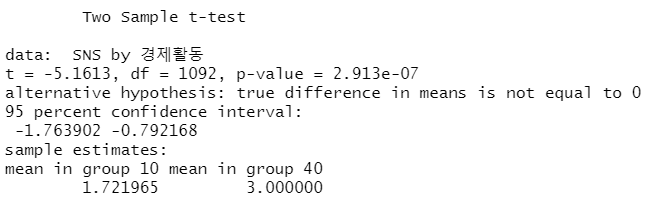 Two Sample t-test
data:  SNS by 경제활동
t = -5.1613, df = 1092, p-value = 2.913e-07
alternative hypothesis: true difference in means is not equal to 0
95 percent confidence interval:
 -1.763902 -0.792168
sample estimates:
mean in group 10 mean in group 40
        1.721965         3.000000